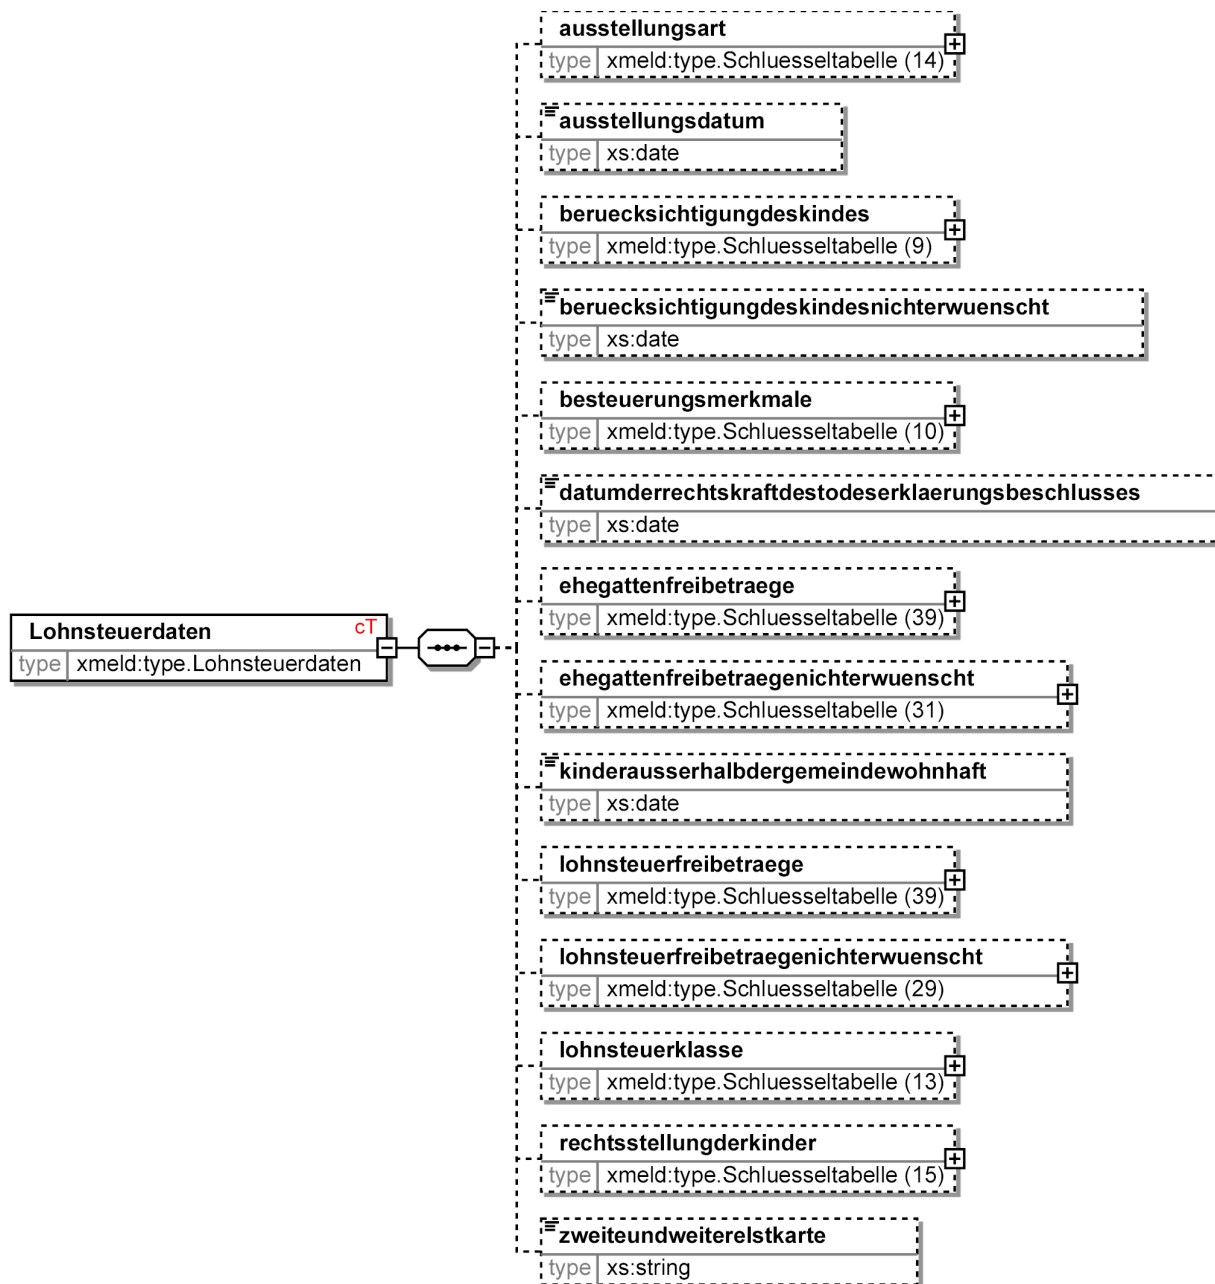 ausstellungsart
type xmeld:type.Schluesseltabelle (14)
ausstellungsdatum
type xs:date
beruecksichtigungdeskindes
type xmeld:type.Schluesseltabelle (9)
beruecksichtigungdeskindesnichterwuenscht
type xs:date
besteuerungsmerkmale
type xmeld:type.Schluesseltabelle (10)
datumderrechtskraftdestodeserklaerungsbeschlusses
type xs:date
ehegattenfreibetraege
type xmeld:type.Schluesseltabelle (39)
Lohnsteuerdaten cT
type xmeld:type.Lohnsteuerdaten
ehegattenfreibetraegenichterwuenscht
type xmeld:type.Schluesseltabelle (31)
kinderausserhalbdergemeindewohnhaft
type xs:date
lohnsteuerfreibetraege
type xmeld:type.Schluesseltabelle (39)
lohnsteuerfreibetraegenichterwuenscht
type xmeld:type.Schluesseltabelle (29)
lohnsteuerklasse
type xmeld:type.Schluesseltabelle (13)
rechtsstellungderkinder
type xmeld:type.Schluesseltabelle (15)
zweiteundweiterelstkarte
type xs:string